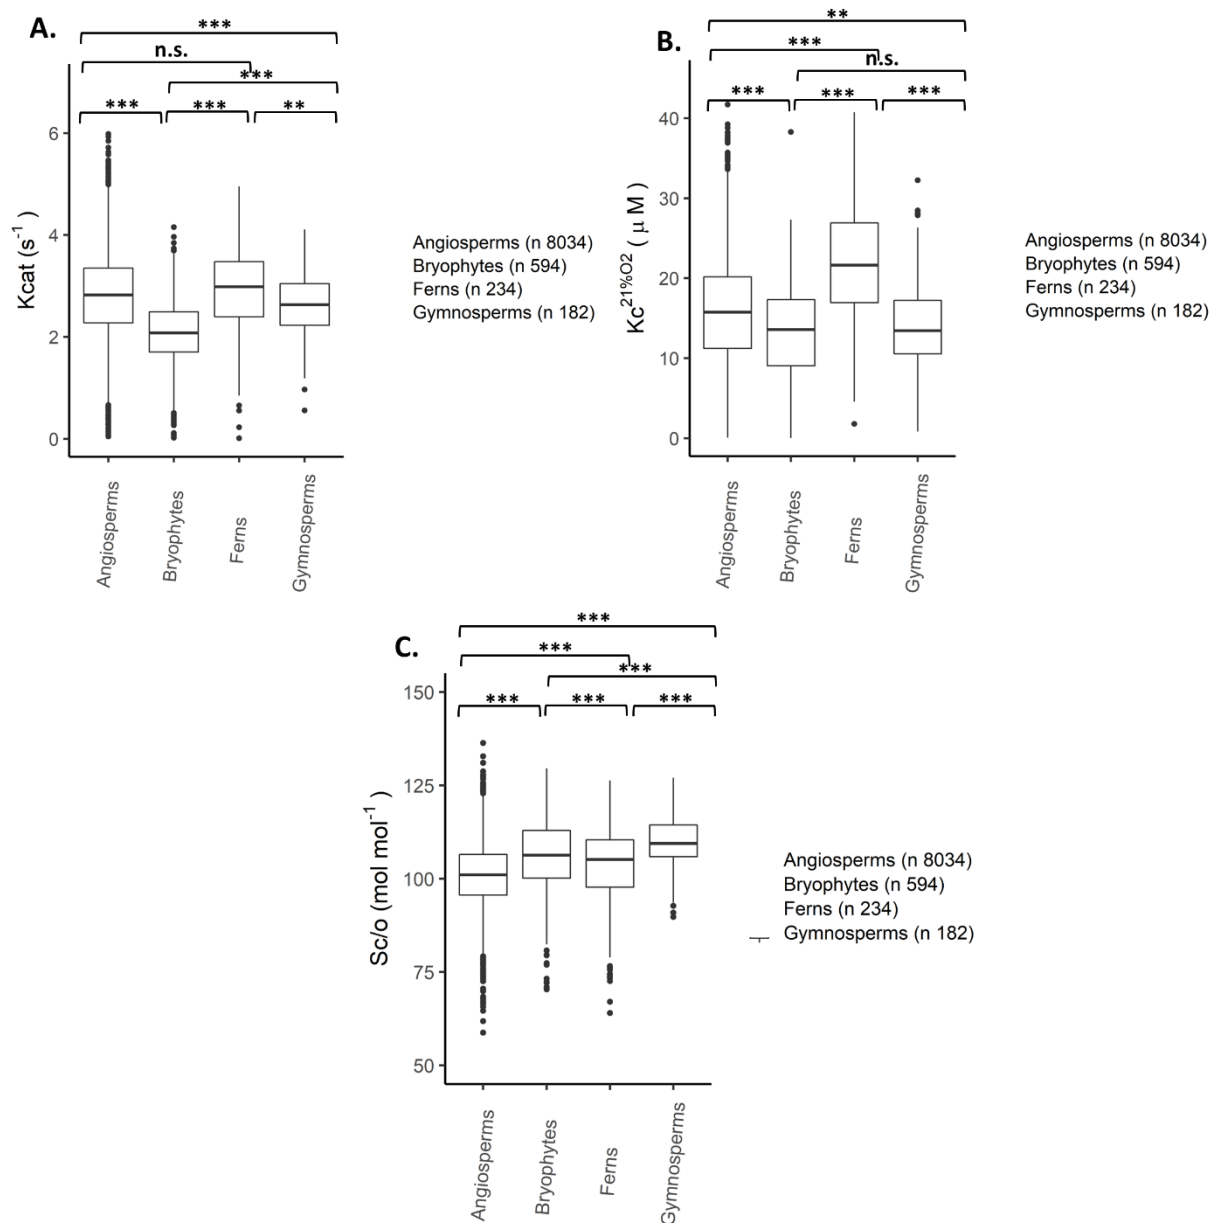 A.
***
n.s.
***
*** *** **
Kcat (s⁻¹)
6
4
2
0
Angiosperms
Bryophytes
Ferns
Gymnosperms
Angiosperms (n 8034)
Bryophytes (n 594)
Ferns (n 234)
Gymnosperms (n 182)
B.
**
***
n.s.
*** *** ***
Kc²¹%O2 ( μ M )
40
30
20
10
0
Angiosperms
Bryophytes
Ferns
Gymnosperms
Angiosperms (n 8034)
Bryophytes (n 594)
Ferns (n 234)
Gymnosperms (n 182)
C.
***
***
***
*** *** ***
Sc/o (mol mol⁻¹ )
150
125
100
75
50
Angiosperms
Bryophytes
Ferns
Gymnosperms
Angiosperms (n 8034)
Bryophytes (n 594)
Ferns (n 234)
Gymnosperms (n 182)